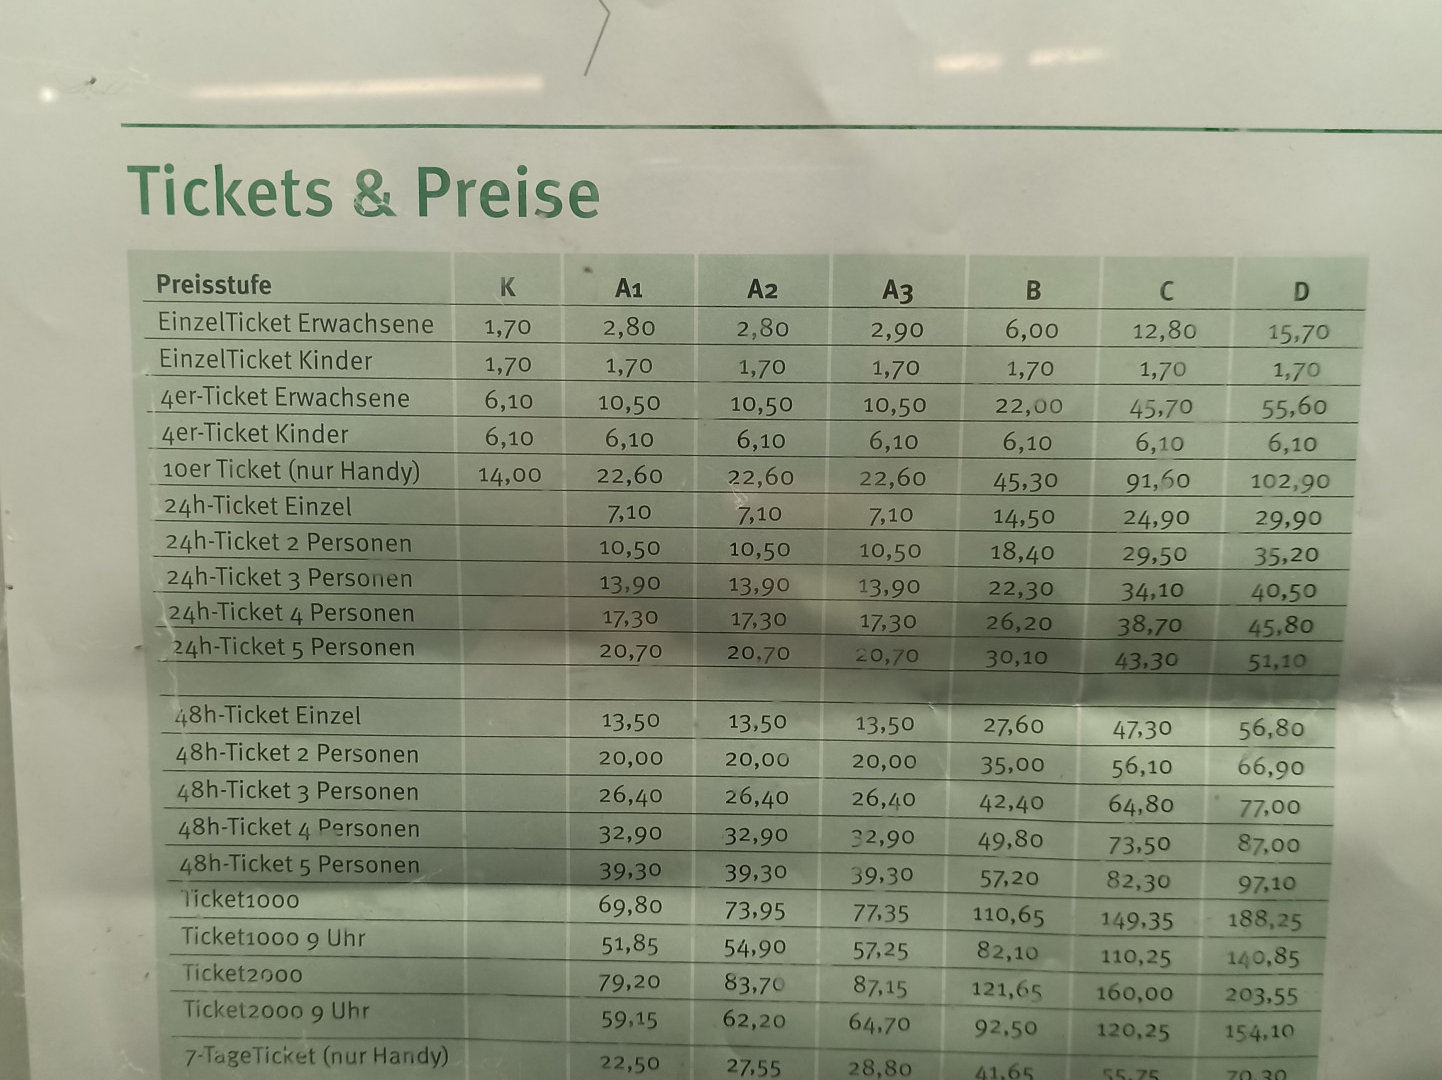 Tickets & Preise
Preisstufe K A1 A2 A3 B C D
EinzelTicket Erwachsene 1,70 2,80 2,80 2,90 6,00 12,80 15,70
EinzelTicket Kinder 1,70 1,70 1,70 1,70 1,70 1,70 1,70
4er-Ticket Erwachsene 6,10 10,50 10,50 10,50 22,00 45,70 55,60
4er-Ticket Kinder 6,10 6,10 6,10 6,10 6,10 6,10 6,10
10er Ticket (nur Handy) 14,00 22,60 22,60 22,60 45,30 91,60 102,90
24h-Ticket Einzel 7,10 7,10 7,10 14,50 24,90 29,90
24h-Ticket 2 Personen 10,50 10,50 10,50 18,40 29,50 35,20
24h-Ticket 3 Personen 13,90 13,90 13,90 22,30 34,10 40,50
24h-Ticket 4 Personen 17,30 17,30 17,30 26,20 38,70 45,80
24h-Ticket 5 Personen 20,70 20,70 20,70 30,10 43,30 51,10
48h-Ticket Einzel 13,50 13,50 13,50 27,60 47,30 56,80
48h-Ticket 2 Personen 20,00 20,00 20,00 35,00 56,10 66,90
48h-Ticket 3 Personen 26,40 26,40 26,40 42,40 64,80 77,00
48h-Ticket 4 Personen 32,90 32,90 32,90 49,80 73,50 87,00
48h-Ticket 5 Personen 39,30 39,30 39,30 57,20 82,30 97,10
Ticket1000 69,80 73,95 77,35 110,65 149,35 188,25
Ticket1000 9 Uhr 51,85 54,90 57,25 82,10 110,25 140,85
Ticket2000 79,20 83,70 87,15 121,65 160,00 203,55
Ticket2000 9 Uhr 59,15 62,20 64,70 92,50 120,25 154,10
7-TageTicket (nur Handy) 22,50 27,55 28,80 41,65 55,75 70,30